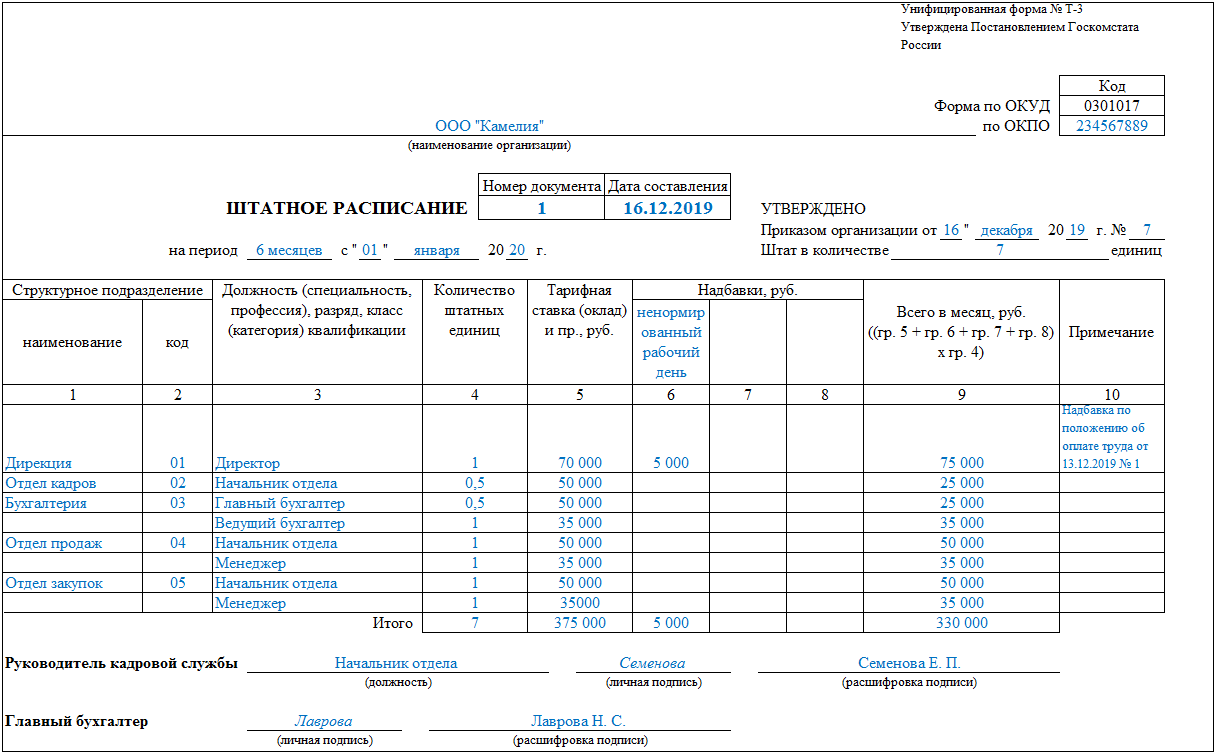 Унифицированная форма № Т-3
Утверждена Постановлением Госкомстата
России
Код
Форма по ОКУД 0301017
ООО "Камелия" по ОКПО 234567889
(наименование организации)
Номер документа Дата составления
ШТАТНОЕ РАСПИСАНИЕ 1 16.12.2019 УТВЕРЖДЕНО
Приказом организации от 16 " декабря 20 19 г. № 7
на период 6 месяцев с " 01 " января 20 20 г. Штат в количестве 7 единиц
Структурное подразделение Должность (специальность, профессия), разряд, класс (категория) квалификации Количество штатных единиц Тарифная ставка (оклад) и пр., руб. Надбавки, руб. Всего в месяц, руб. ((гр. 5 + гр. 6 + гр. 7 + гр. 8) х гр. 4) Примечание
наименование код ненормированный рабочий день
1 2 3 4 5 6 7 8 9 10
Дирекция 01 Директор 1 70 000 5 000 75 000 Надбавка по положению об оплате труда от 13.12.2019 № 1
Отдел кадров 02 Начальник отдела 0,5 50 000 25 000
Бухгалтерия 03 Главный бухгалтер 0,5 50 000 25 000
Ведущий бухгалтер 1 35 000 35 000
Отдел продаж 04 Начальник отдела 1 50 000 50 000
Менеджер 1 35 000 35 000
Отдел закупок 05 Начальник отдела 1 50 000 50 000
Менеджер 1 35000 35 000
Итого 7 375 000 5 000 330 000
Руководитель кадровой службы Начальник отдела Семенова Семенова Е. П.
(должность) (личная подпись) (расшифровка подписи)
Главный бухгалтер Лаврова Лаврова Н. С.
(личная подпись) (расшифровка подписи)